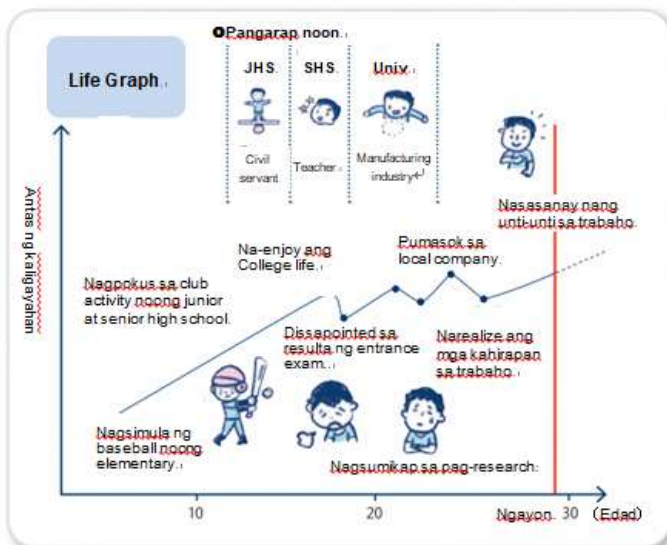 Pangarap noon.
Life Graph.
JHS.
SHS.
Univ.
Civil
servant
Teacher.
Manufacturing
industry
Antas ng kaligayahan
Nasasanay nang
unti-unti sa trabaho
Na-enjoy ang
College life.
Pumasok sa
local company.
Nagpokus sa club
activity noong junior
at senior high school.
Dissapointed sa
resulta ng entrance
exam..
Narealize ang
mga kahirapan
sa trabaho.
Nagsimula ng
baseball noong
elementary.
Nagsumikap sa pag-research.
10
20
Ngayon
30
(Edad)